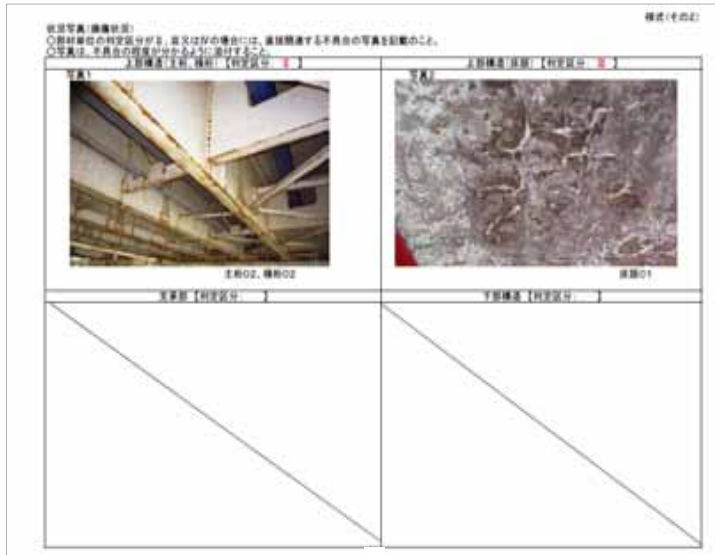 様式(その2)
状況写真(損傷状況)
○部材単位の判定区分がⅡ、Ⅲ又はⅣの場合には、直接関連する不具合の写真を記載のこと。
○写真は、不具合の程度が分かるように添付すること。
上部構造(主桁、横桁)【判定区分: Ⅱ 】
上部構造(床版)【判定区分: Ⅱ 】
写真1
写真2
主桁02、横桁02
床版01
支承部【判定区分: 】
下部構造【判定区分: 】